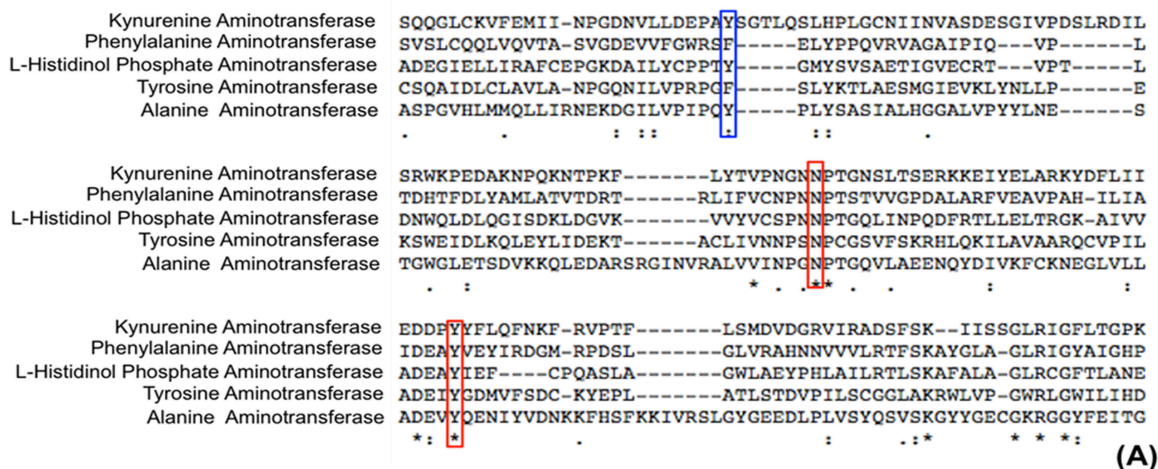 Kynurenine Aminotransferase SQQGLCKVFEMII-NPGDNVLLDEPAYSGTLQSLHPLGCNIINVASDESGIVPDSLRDIL
Phenylalanine Aminotransferase SVSLCQQLVQVTA-SVGDEVVFGWRSF-----ELYPPQVRVAGAIPIQ---VP------L
L-Histidinol Phosphate Aminotransferase ADEGIELLIRAFCEPGKDAILYCPPTY-----GMYSVSAETIGVECRT---VPT-----L
Tyrosine Aminotransferase CSQAIDLCLAVLA-NPGQNILVPRPGF-----SLYKTLAESMGIEVKLYNLLP------E
Alanine Aminotransferase ASPGVHLMMQLLIRNEKDGILVPIPQY-----PLYSASIALHGGALVPYYLNE------S
. . : :: : :: .
Kynurenine Aminotransferase SRWKPEDAKNPQKNTPKF-------LYTVPNGNNPTGNSLTSERKKEIYELARKYDFLII
Phenylalanine Aminotransferase TDHTFDLYAMLATVTDRT-------RLIFVCNPNNPTSTVVGPDALARFVEAVPAH-ILIA
L-Histidinol Phosphate Aminotransferase DNWQLDLQGISDKLDGVK-------VVYVCSPNNPTGQLINPQDFRTLLELTRGK-AIVV
Tyrosine Aminotransferase KSWEIDLKQLEYLIDEKT-------ACLIVNNPSNPCGSVFSKRHLQKILAVAARQCVPIL
Alanine Aminotransferase TGWGLETSDVKKQLEDARSRGINVRALVVINPGNPTGQVLAEENQYDIVKFCKNEGLVLL
. : * . .** . . : :
Kynurenine Aminotransferase EDDPYYFLQFNKF-RVPTF-------LSMDVDGRVIRADSFSK--IISSGLRIGFLTGPK
Phenylalanine Aminotransferase IDEAYVEYIRDGM-RPDSL-------GLVRAHNNVVVLRTFSKAYGLA-GLRIGYAIGHP
L-Histidinol Phosphate Aminotransferase ADEAYIEF----CPQASLA-------GWLAEYPHLAILRTLSKAFALA-GLRCGFTLANE
Tyrosine Aminotransferase ADEIYGDMVFSDC-KYEPL-------ATLSTDVPILSCGGLAKRWLVP-GWRLGWILIHD
Alanine Aminotransferase ADEVYQENIYVDNKKFHSFKKIVRSLGYGEEDLPLVSYQSVSKGYYGECGKRGGYFEITG
*: * . : .:* * * *:
(A)